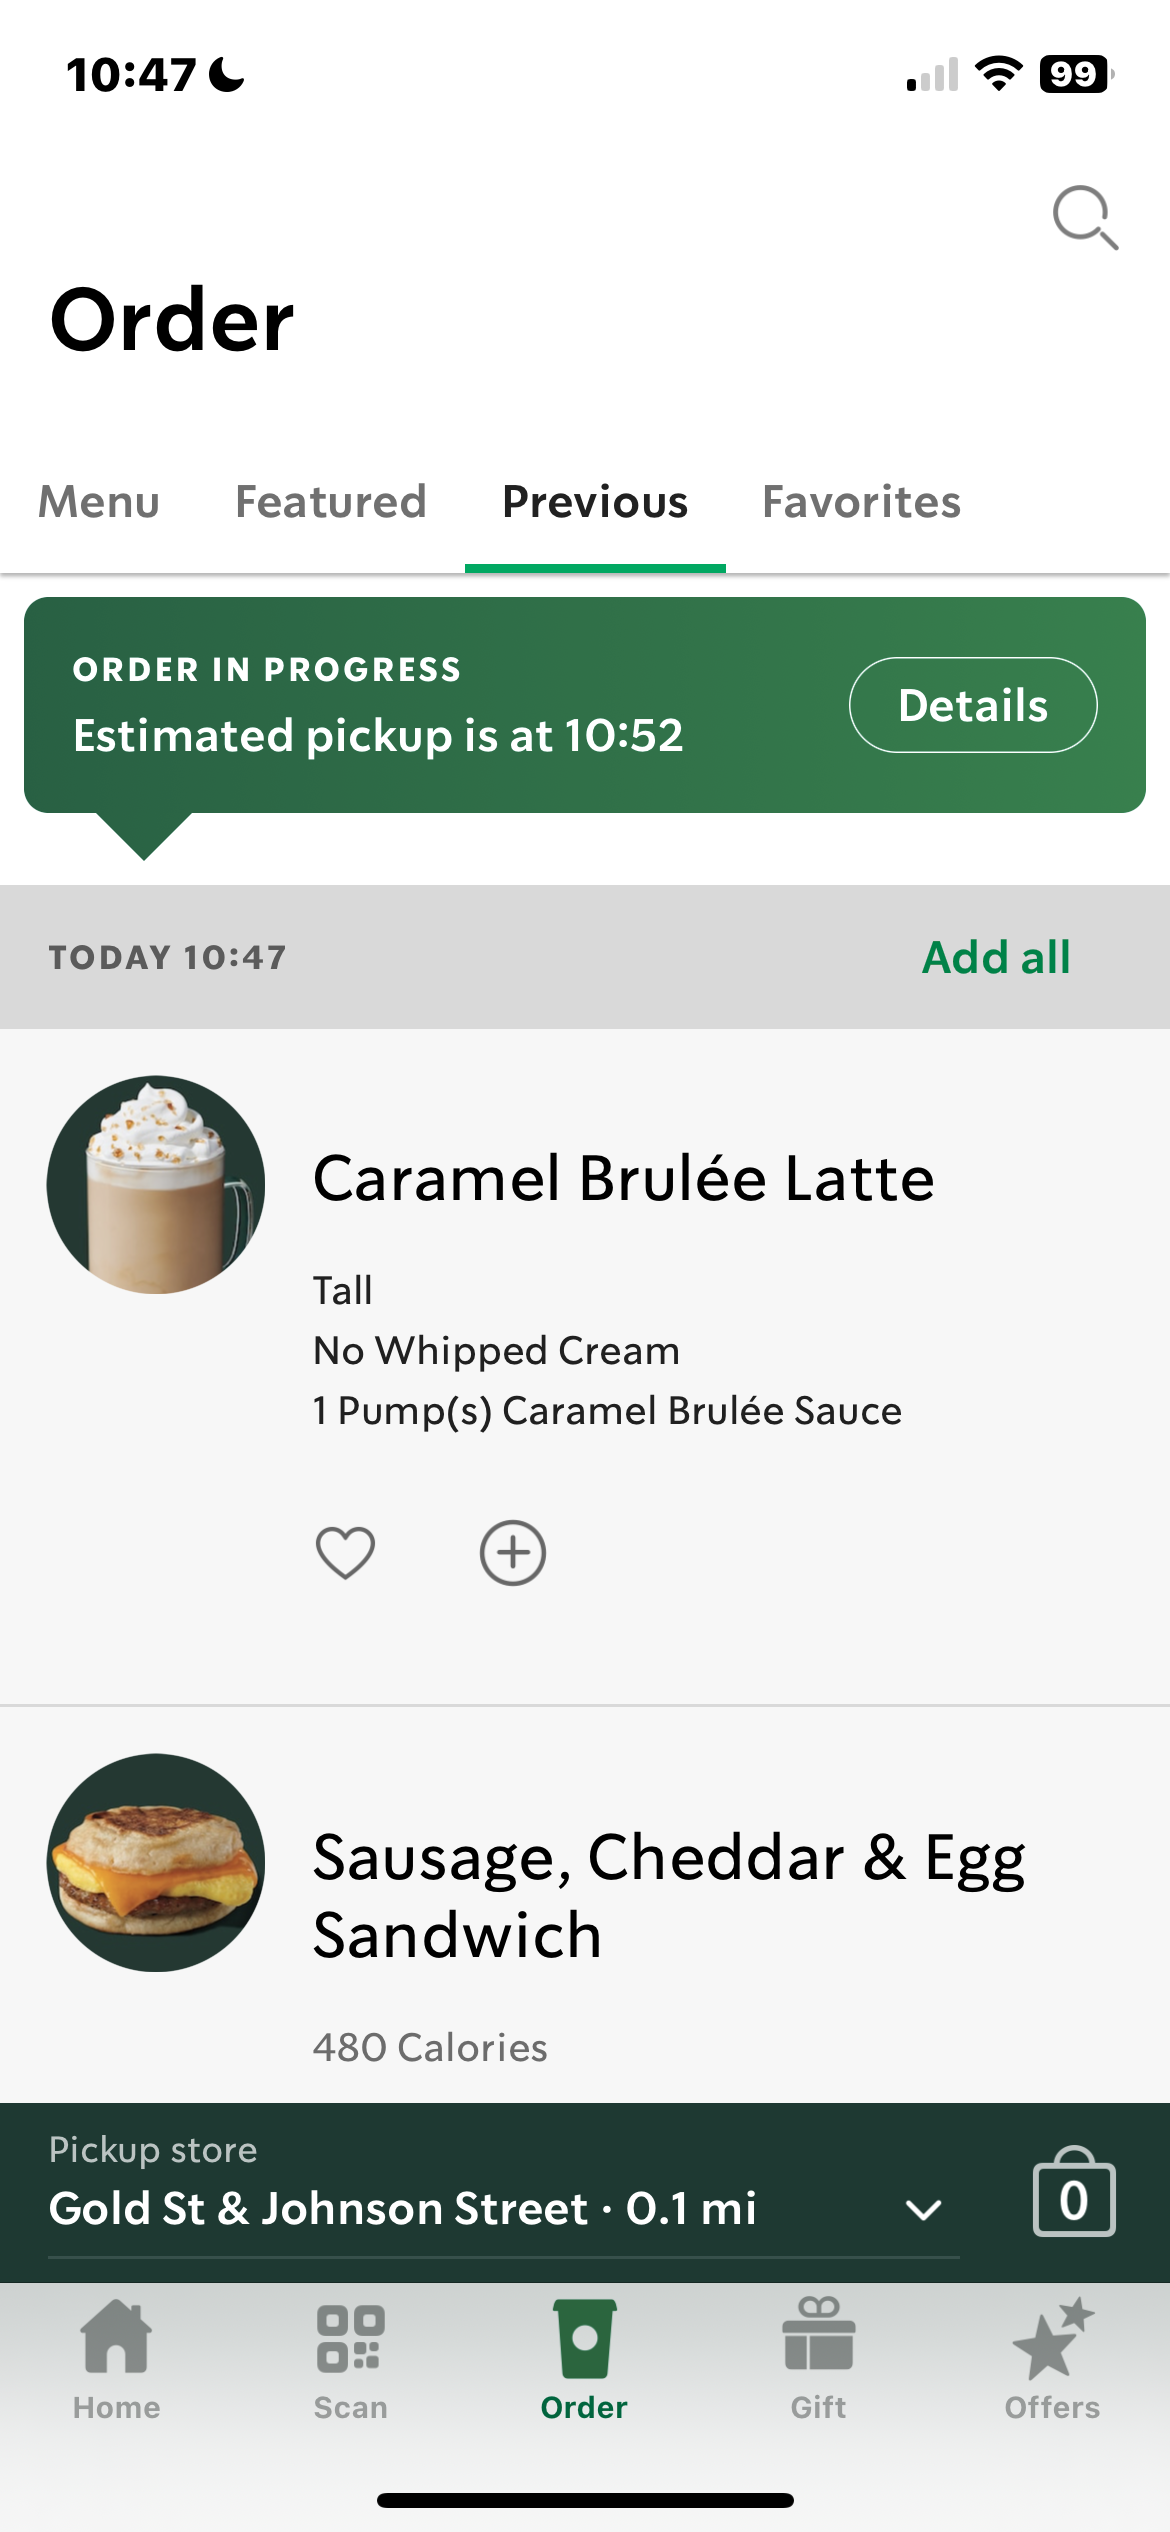 10:47
99
Order
Menu Featured Previous Favorites
ORDER IN PROGRESS
Estimated pickup is at 10:52
Details
TODAY 10:47
Add all
Caramel Brulée Latte
Tall
No Whipped Cream
1 Pump(s) Caramel Brulée Sauce
Sausage, Cheddar & Egg
Sandwich
480 Calories
Pickup store
Gold St & Johnson Street · 0.1 mi
0
Home Scan Order Gift Offers